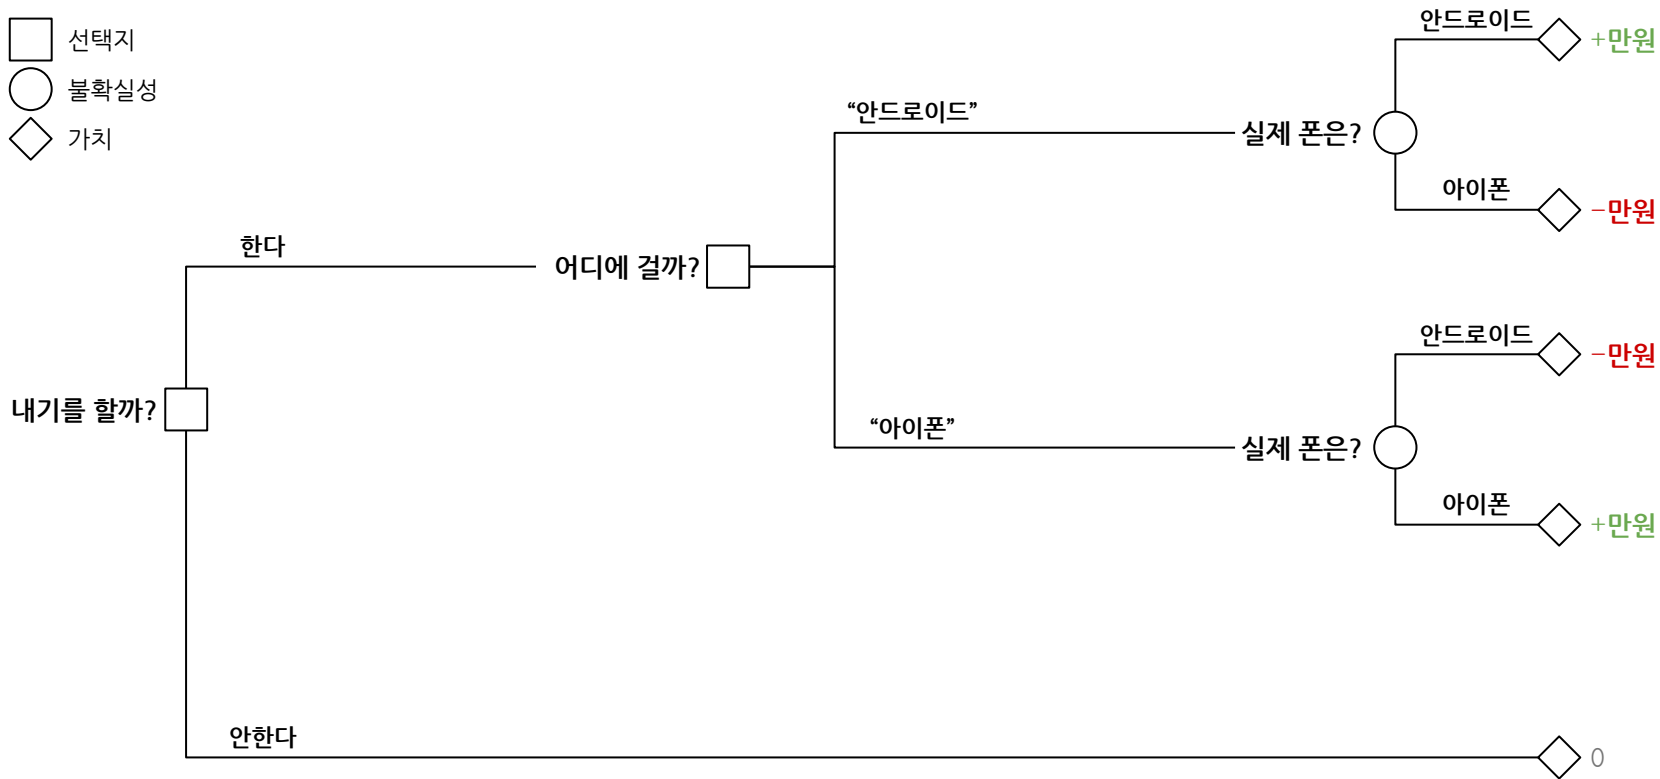 선택지
불확실성
가치
안드로이드
+만원
“안드로이드”
실제 폰은?
아이폰
−만원
한다
어디에 걸까?
안드로이드
−만원
내기를 할까?
“아이폰”
실제 폰은?
아이폰
+만원
안한다
0